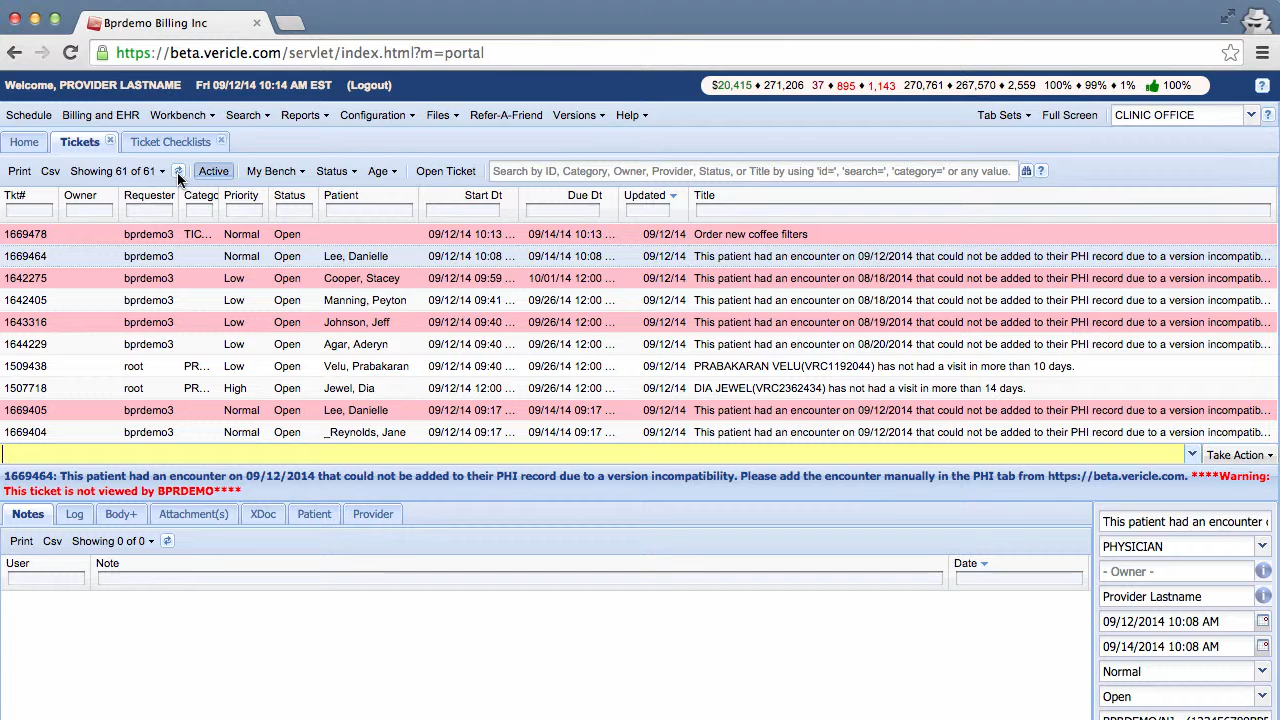 Bprdemo Billing Inc
https://beta.vericle.com/servlet/index.html?m=portal
Welcome, PROVIDER LASTNAME Fri 09/12/14 10:14 AM EST (Logout) $20,415 ♦ 271,206 37 ♦ 895 ♦ 1,143 270,761 ♦ 267,570 ♦ 2,559 100% ♦ 99% ♦ 1% 100% ?
Schedule Billing and EHR Workbench Search Reports Configuration Files Refer-A-Friend Versions Help Tab Sets Full Screen CLINIC OFFICE ?
Home Tickets Ticket Checklists
Print Csv Showing 61 of 61 Active My Bench Status Age Open Ticket Search by ID, Category, Owner, Provider, Status, or Title by using 'id=', 'search=', 'category=' or any value. ?
Tkt# Owner Requester Catego Priority Status Patient Start Dt Due Dt Updated Title
1669478 bprdemo3 TIC... Normal Open 09/12/14 10:13 ... 09/14/14 10:13 ... 09/12/14 Order new coffee filters
1669464 bprdemo3 Normal Open Lee, Danielle 09/12/14 10:08 ... 09/14/14 10:08 ... 09/12/14 This patient had an encounter on 09/12/2014 that could not be added to their PHI record due to a version incompatib...
1642275 bprdemo3 Low Open Cooper, Stacey 09/12/14 09:59 ... 10/01/14 12:00 ... 09/12/14 This patient had an encounter on 08/18/2014 that could not be added to their PHI record due to a version incompatib...
1642405 bprdemo3 Low Open Manning, Peyton 09/12/14 09:41 ... 09/26/14 12:00 ... 09/12/14 This patient had an encounter on 08/18/2014 that could not be added to their PHI record due to a version incompatib...
1643316 bprdemo3 Low Open Johnson, Jeff 09/12/14 09:40 ... 09/26/14 12:00 ... 09/12/14 This patient had an encounter on 08/19/2014 that could not be added to their PHI record due to a version incompatib...
1644229 bprdemo3 Low Open Agar, Aderyn 09/12/14 09:40 ... 09/26/14 12:00 ... 09/12/14 This patient had an encounter on 08/20/2014 that could not be added to their PHI record due to a version incompatib...
1509438 root PR... Low Open Velu, Prabakaran 09/12/14 09:40 ... 09/26/14 12:00 ... 09/12/14 PRABAKARAN VELU(VRC1192044) has not had a visit in more than 10 days.
1507718 root PR... High Open Jewel, Dia 09/12/14 12:00 ... 09/26/14 12:00 ... 09/12/14 DIA JEWEL(VRC2362434) has not had a visit in more than 14 days.
1669405 bprdemo3 Normal Open Lee, Danielle 09/12/14 09:17 ... 09/14/14 09:17 ... 09/12/14 This patient had an encounter on 09/12/2014 that could not be added to their PHI record due to a version incompatib...
1669404 bprdemo3 Normal Open _Reynolds, Jane 09/12/14 09:17 ... 09/14/14 09:17 ... 09/12/14 This patient had an encounter on 09/12/2014 that could not be added to their PHI record due to a version incompatib...
Take Action
1669464: This patient had an encounter on 09/12/2014 that could not be added to their PHI record due to a version incompatibility. Please add the encounter manually in the PHI tab from https://beta.vericle.com. ****Warning:
This ticket is not viewed by BPRDEMO****
Notes Log Body+ Attachment(s) XDoc Patient Provider
Print Csv Showing 0 of 0
User Note Date
This patient had an encounter
PHYSICIAN
- Owner -
Provider Lastname
09/12/2014 10:08 AM
09/14/2014 10:08 AM
Normal
Open